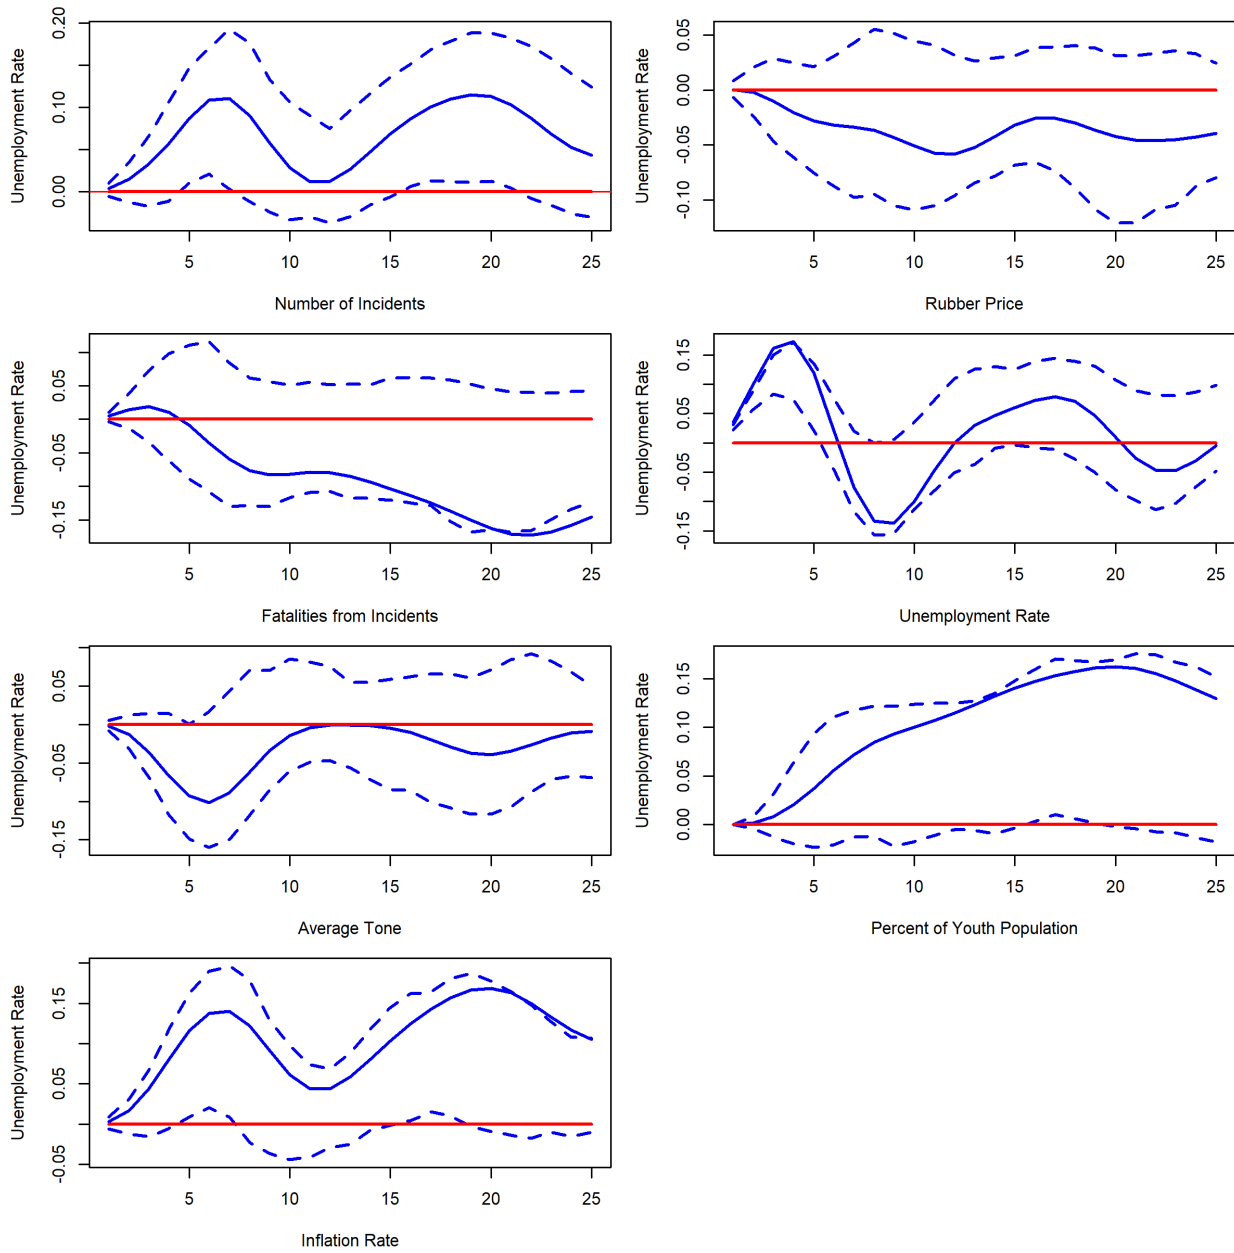 Unemployment Rate
0.00 0.10 0.20
5 10 15 20 25
Number of Incidents
Unemployment Rate
-0.10 -0.05 0.00 0.05
5 10 15 20 25
Rubber Price
Unemployment Rate
-0.15 -0.05 0.05
5 10 15 20 25
Fatalities from Incidents
Unemployment Rate
-0.15 -0.05 0.05 0.15
5 10 15 20 25
Unemployment Rate
Unemployment Rate
-0.15 -0.05 0.05
5 10 15 20 25
Average Tone
Unemployment Rate
0.00 0.05 0.10 0.15
5 10 15 20 25
Percent of Youth Population
Unemployment Rate
-0.05 0.05 0.15
5 10 15 20 25
Inflation Rate